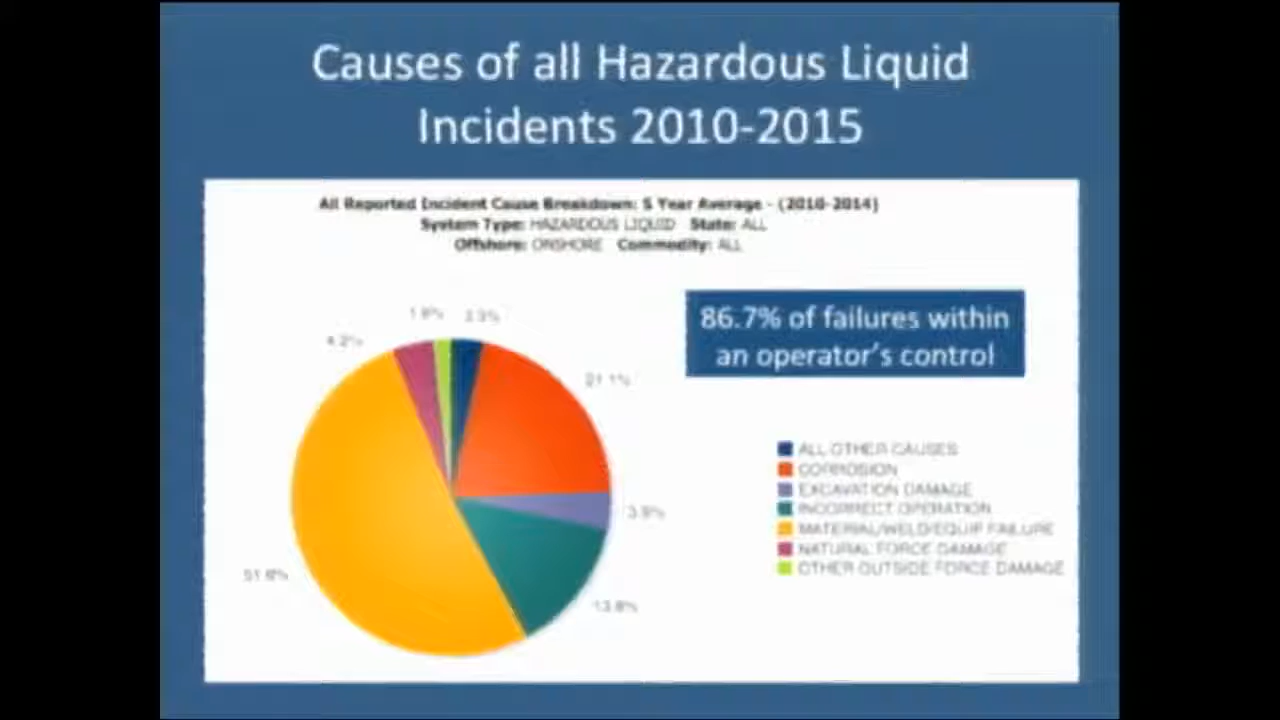 Causes of all Hazardous Liquid
Incidents 2010-2015
All Reported Incident Cause Breakdown: 5 Year Average - (2010-2014)
System Type: HAZARDOUS LIQUID State: ALL
Offshore: ONSHORE Commodity: ALL
86.7% of failures within
an operator's control
4.2%
21.1%
3.9%
13.8%
ALL OTHER CAUSES
CORROSION
EXCAVATION DAMAGE
INCORRECT OPERATION
MATERIAL/WELD/EQUIP FAILURE
NATURAL FORCE DAMAGE
OTHER OUTSIDE FORCE DAMAGE